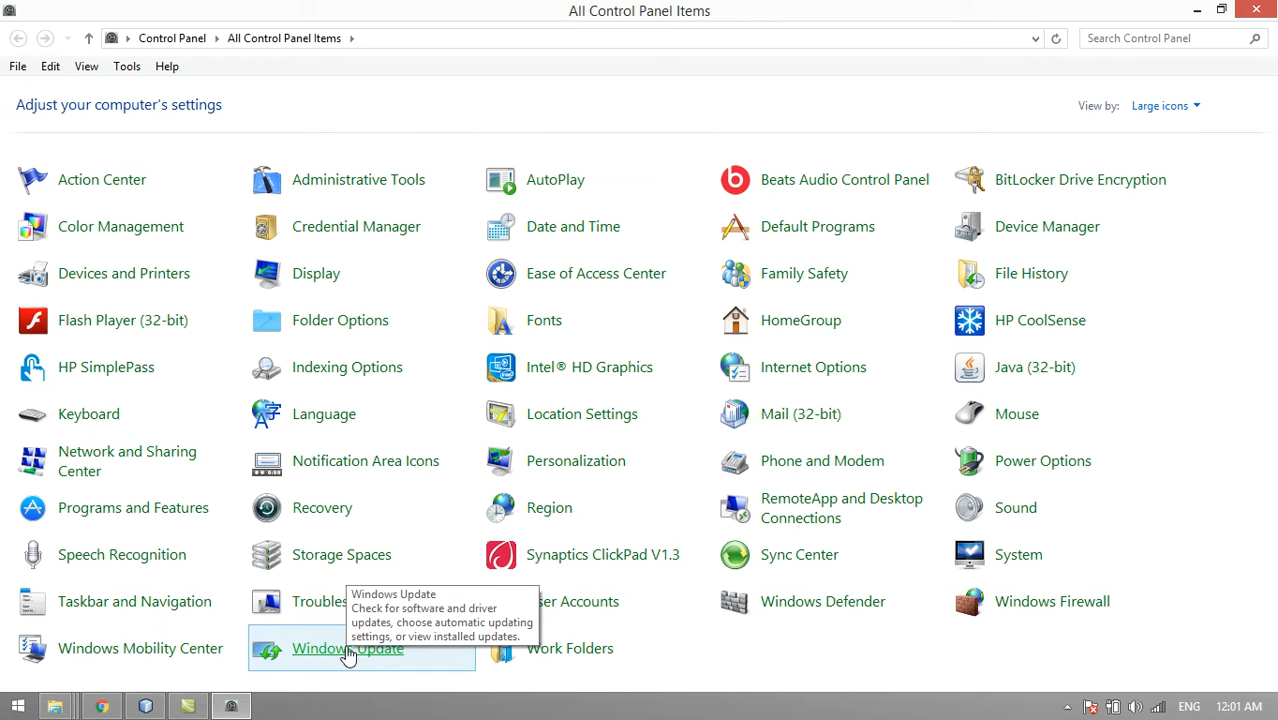 All Control Panel Items
Control Panel All Control Panel Items Search Control Panel
File Edit View Tools Help
Adjust your computer's settings
View by: Large icons
Action Center
Administrative Tools
AutoPlay
Beats Audio Control Panel
BitLocker Drive Encryption
Color Management
Credential Manager
Date and Time
Default Programs
Device Manager
Devices and Printers
Display
Ease of Access Center
Family Safety
File History
Flash Player (32-bit)
Folder Options
Fonts
HomeGroup
HP CoolSense
HP SimplePass
Indexing Options
Intel® HD Graphics
Internet Options
Java (32-bit)
Keyboard
Language
Location Settings
Mail (32-bit)
Mouse
Network and Sharing
Center
Notification Area Icons
Personalization
Phone and Modem
Power Options
Programs and Features
Recovery
Region
RemoteApp and Desktop
Connections
Sound
Speech Recognition
Storage Spaces
Synaptics ClickPad V1.3
Sync Center
System
Taskbar and Navigation
Windows Update
Check for software and driver
updates, choose automatic updating
settings, or view installed updates.
Accounts
Windows Defender
Windows Firewall
Windows Mobility Center
Windows Update
Work Folders
ENG 12:01 AM